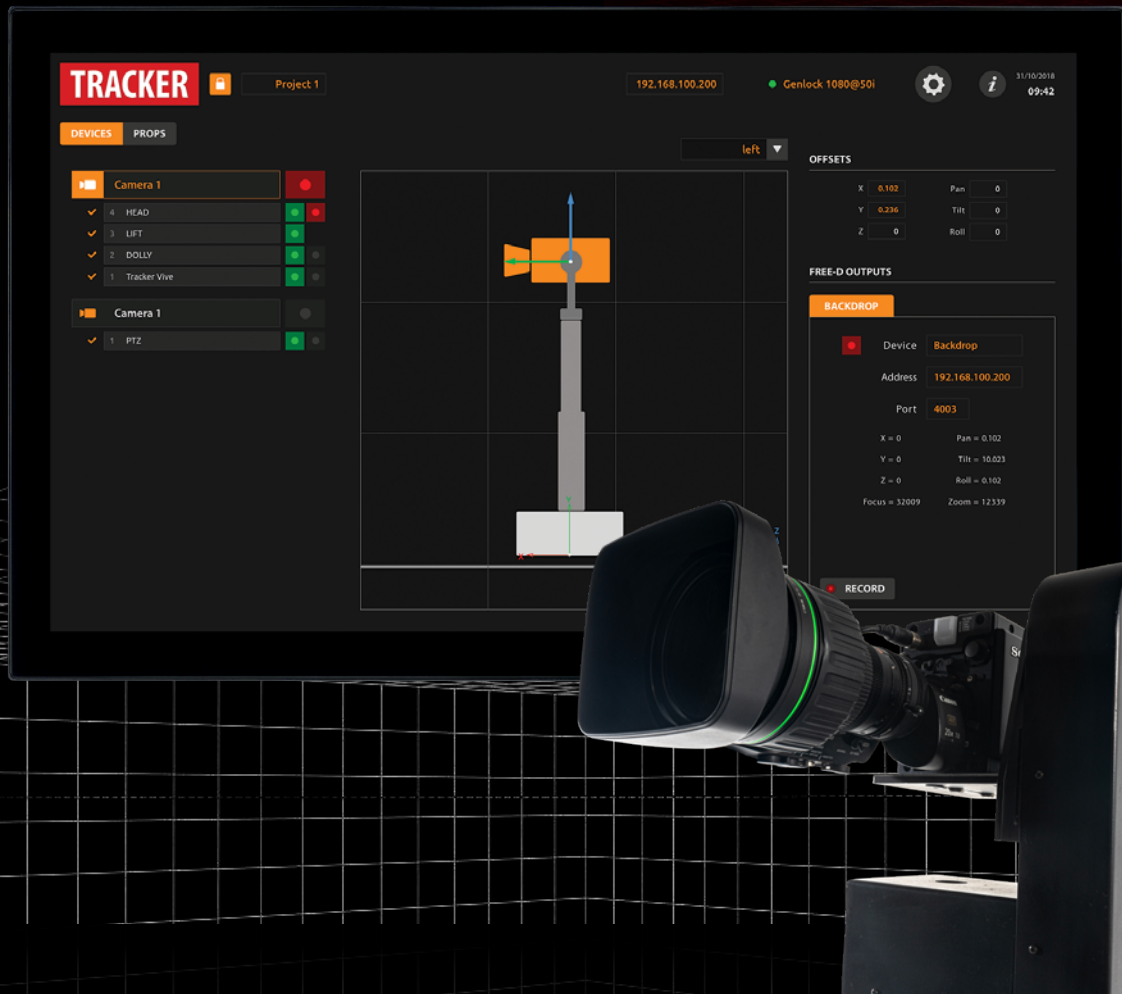 TRACKER
Project 1
192.168.100.200
Genlock 1080@50i
i
31/10/2018
09:42
DEVICES PROPS
left
Camera 1
4 HEAD
3 LIFT
2 DOLLY
1 Tracker Vive
Camera 1
1 PTZ
Y
X
Z
OFFSETS
X 0.102 Pan 0
Y 0.236 Tilt 0
Z 0 Roll 0
FREE-D OUTPUTS
BACKDROP
Device Backdrop
Address 192.168.100.200
Port 4003
X = 0 Pan = 0.102
Y = 0 Tilt = 10.023
Z = 0 Roll = 0.102
Focus = 32009 Zoom = 12339
RECORD